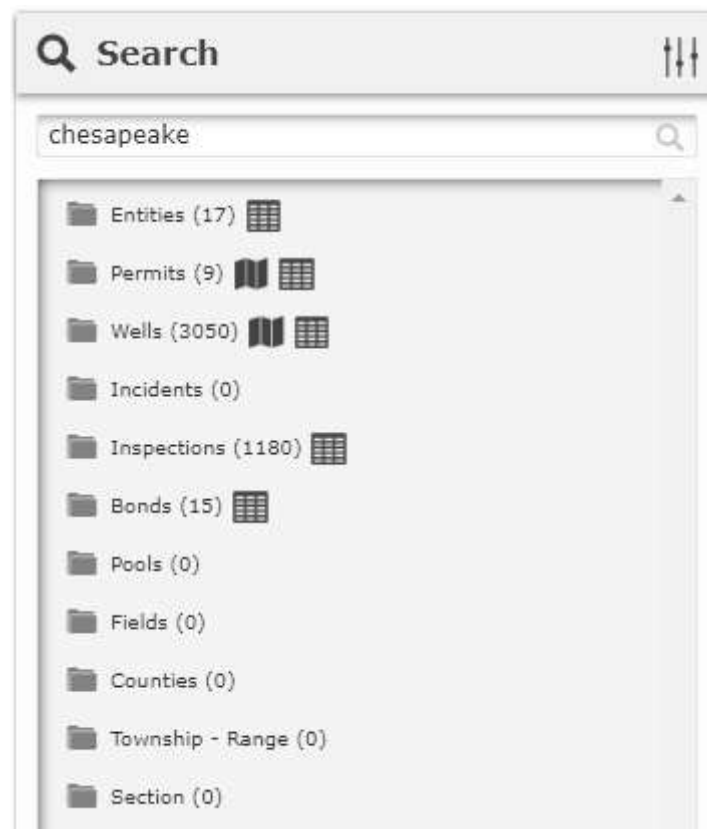 Search
chesapeake
Entities (17)
Permits (9)
Wells (3050)
Incidents (0)
Inspections (1180)
Bonds (15)
Pools (0)
Fields (0)
Counties (0)
Township - Range (0)
Section (0)